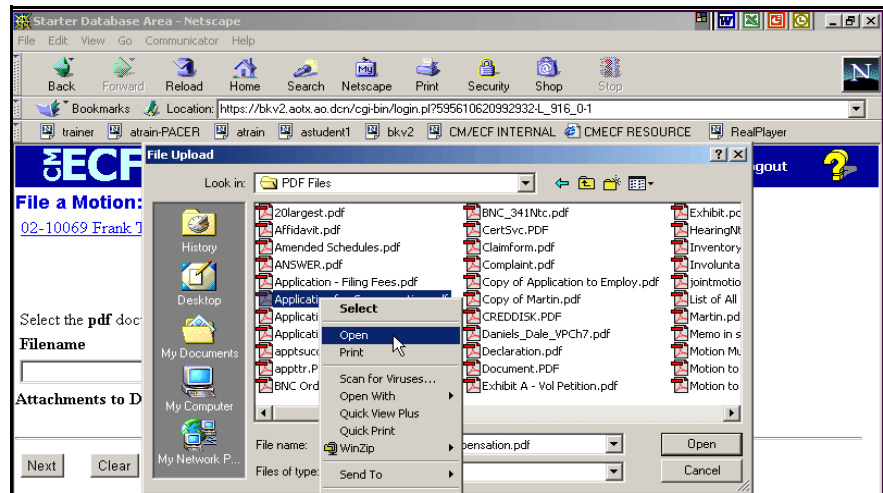 Starter Database Area - Netscape
File Edit View Go Communicator Help
Back Forward Reload Home Search Netscape Print Security Shop Stop
Bookmarks Location: https://bkv2.aotx.ao.dcn/cgi-bin/login.pl?595610620992932-L_916_0-1
trainer atrain-PACER atrain astudent1 bkv2 CM/ECF INTERNAL CMECF RESOURCE RealPlayer
CM ECF
File Upload
Look in: PDF Files
File a Motion:
02-10069 Frank T
History
Desktop
My Documents
My Computer
My Network P...
20largest.pdf
Affidavit.pdf
Amended Schedules.pdf
ANSWER.pdf
Application - Filing Fees.pdf
Applicati
Applicati
apptsucc
appttr.P
BNC Ord
BNC_341Ntc.pdf
CertSvc.PDF
Claimform.pdf
Complaint.pdf
Copy of Application to Employ.pdf
Copy of Martin.pdf
CREDDISK.PDF
Daniels_Dale_VPCh7.pdf
Declaration.pdf
Document.PDF
Exhibit A - Vol Petition.pdf
Exhibit.pd
HearingNt
Inventory
Involunta
jointmotio
List of All
Martin.pd
Memo in s
Motion Mu
Motion to
Motion to
Select
Open
Print
Scan for Viruses...
Open With
Quick View Plus
Quick Print
WinZip
Send To
Select the pdf doc
Filename
Attachments to D
Next Clear
File name: pensation.pdf Open
Files of type: Cancel